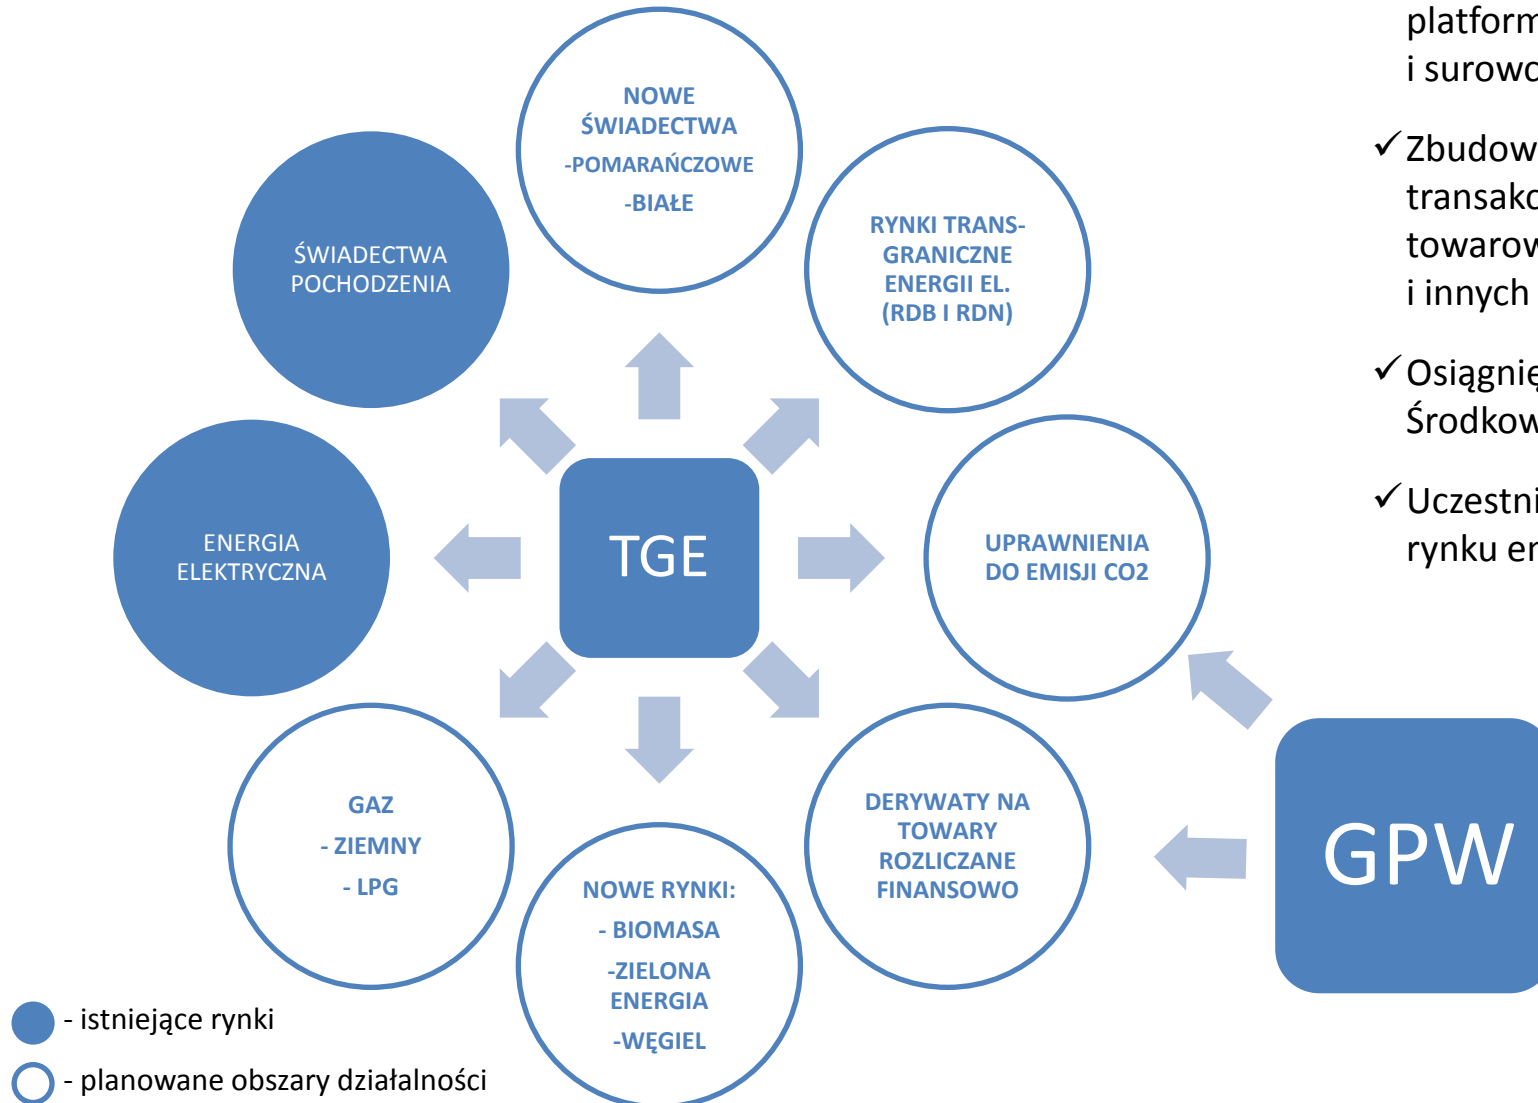 NOWE
ŚWIADECTWA
-POMARAŃCZOWE
-BIAŁE
ŚWIADECTWA
POCHODZENIA
RYNKI TRANS-
GRANICZNE
ENERGII EL.
(RDB I RDN)
ENERGIA
ELEKTRYCZNA
TGE
UPRAWNIENIA
DO EMISJI CO2
GAZ
- ZIEMNY
- LPG
NOWE RYNKI:
- BIOMASA
-ZIELONA
ENERGIA
-WĘGIEL
DERYWATY NA
TOWARY
ROZLICZANE
FINANSOWO
GPW
- istniejące rynki
- planowane obszary działalności
i
i innych
rynku